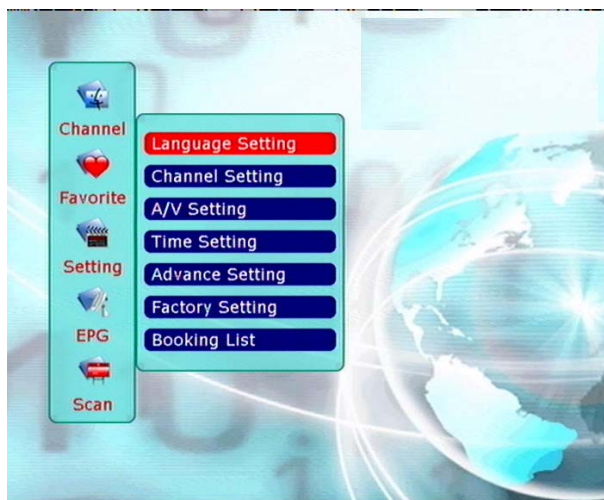 Channel
Favorite
Setting
EPG
Scan
Language Setting
Channel Setting
A/V Setting
Time Setting
Advance Setting
Factory Setting
Booking List